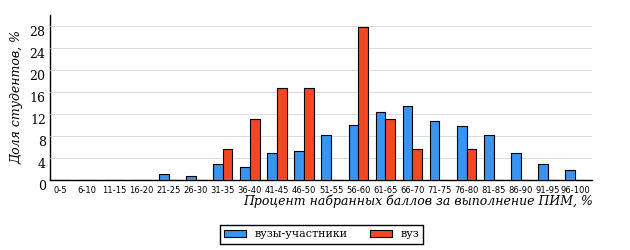 Доля студентов, %
28
24
20
16
12
8
4
0
0-5 6-10 11-15 16-20 21-25 26-30 31-35 36-40 41-45 46-50 51-55 56-60 61-65 66-70 71-75 76-80 81-85 86-90 91-95 96-100
Процент набранных баллов за выполнение ПИМ, %
вузы-участники вуз